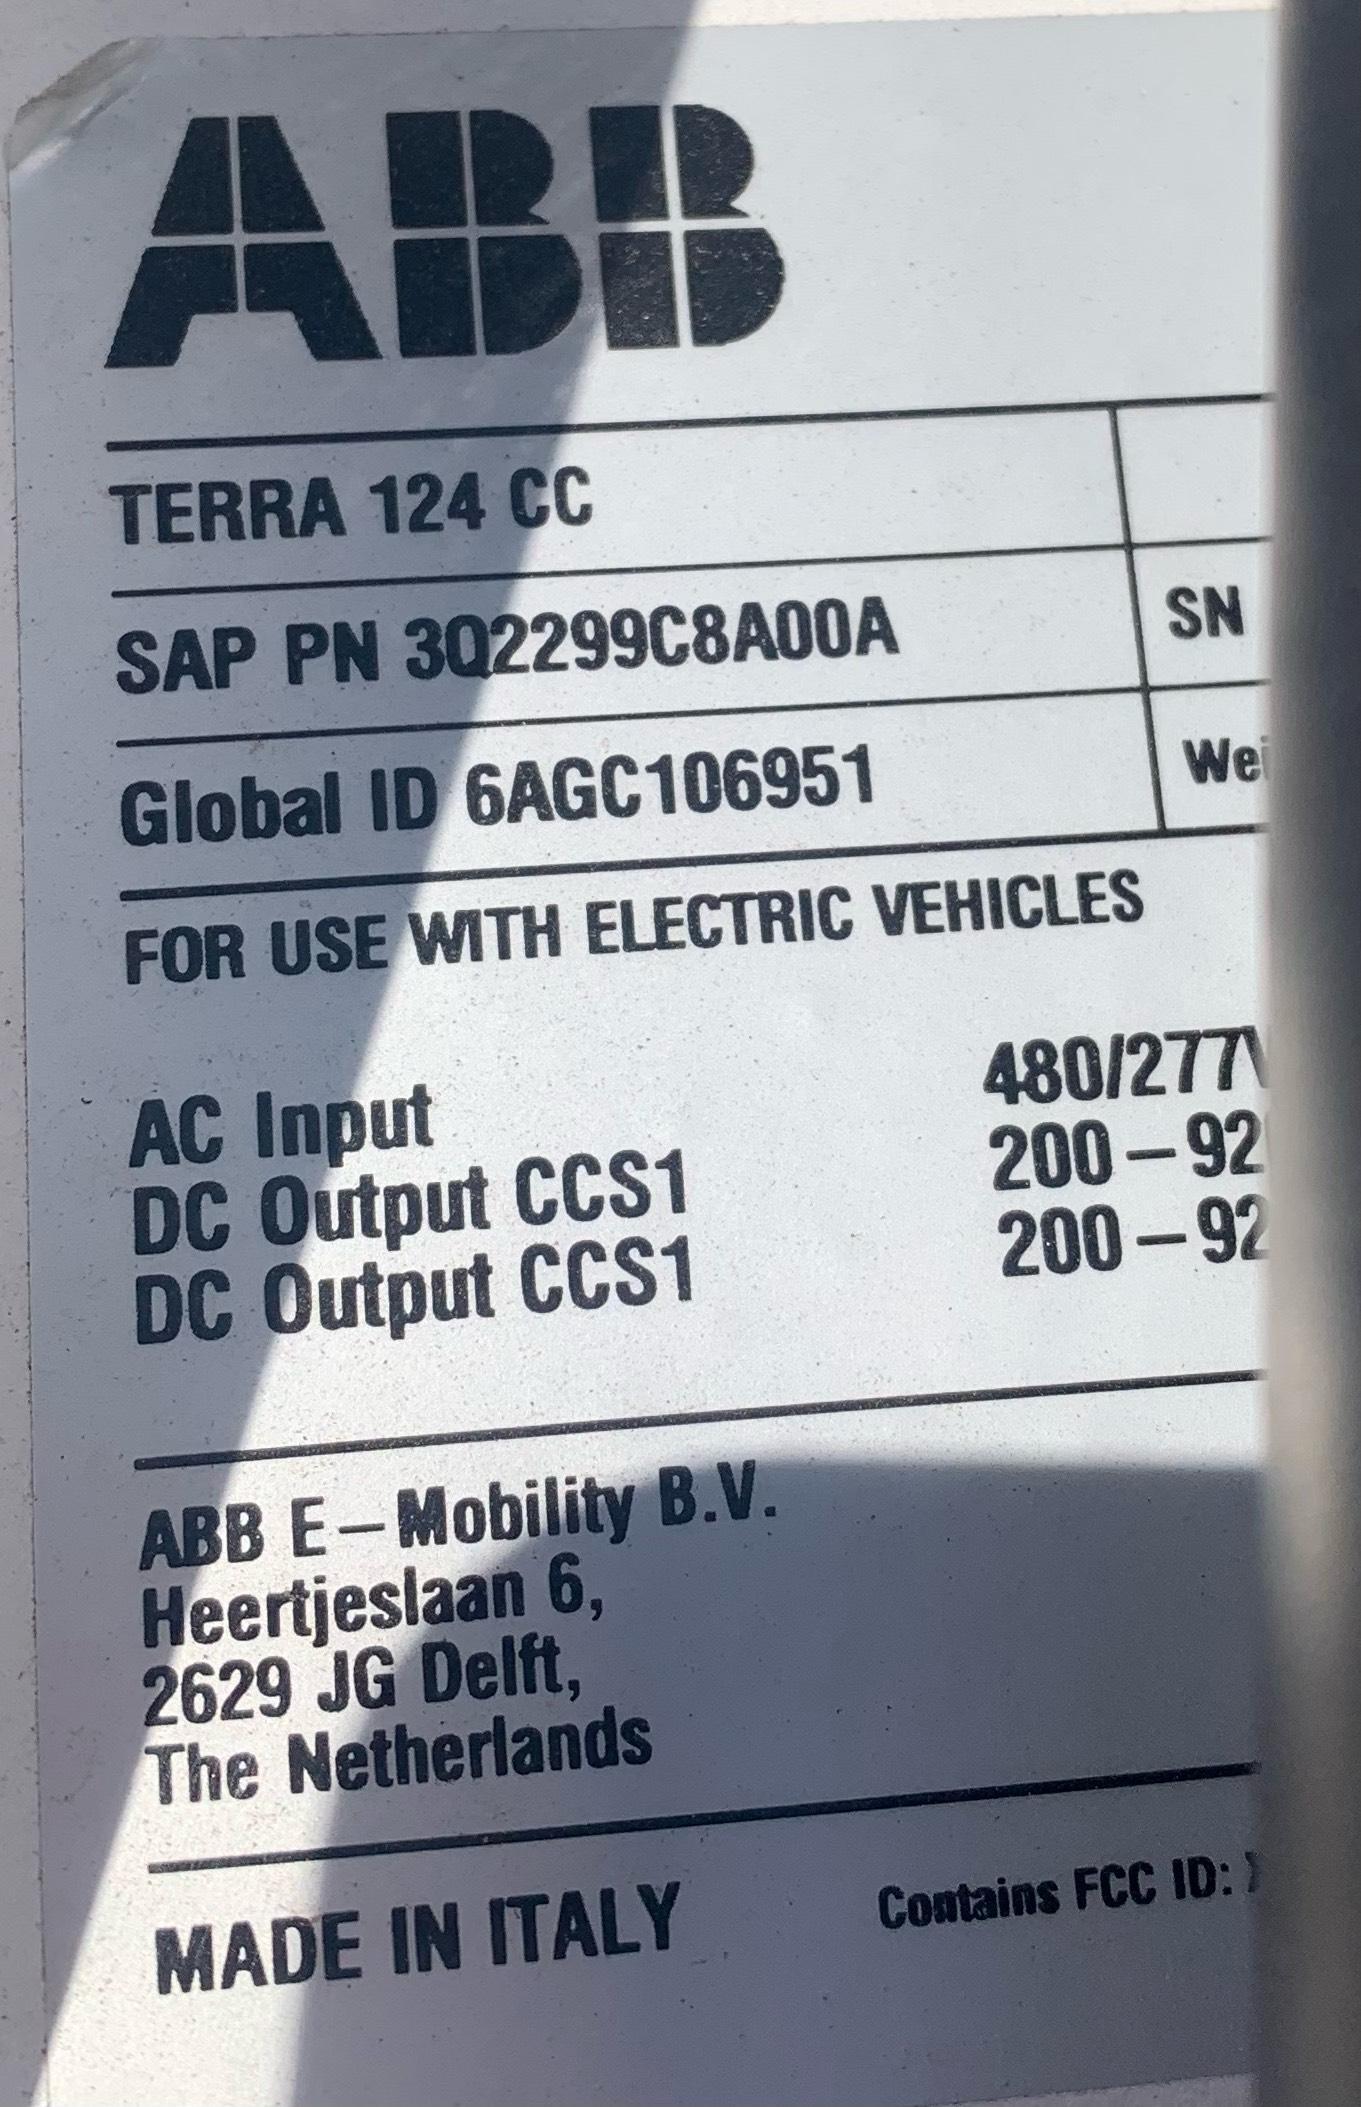 ABB
TERRA 124 CC
SAP PN 3Q2299C8A00A SN
Global ID 6AGC106951
FOR USE WITH ELECTRIC VEHICLES
AC Input 480/277V
DC Output CCS1 200-92
DC Output CCS1 200-92
ABB E-Mobility B.V.
Heertjeslaan 6,
2629 JG Delft,
The Netherlands
MADE IN ITALY Contains FCC ID: